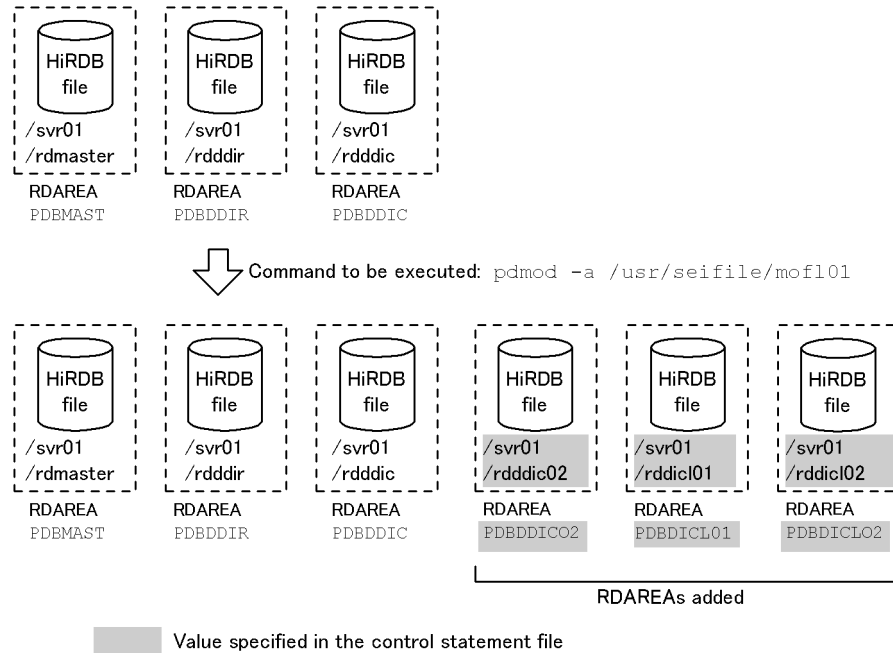 HiRDB
file
/svr01
/rdmaster
RDAREA
PDBMAST
HiRDB
file
/svr01
/rdddir
RDAREA
PDBDDIR
HiRDB
file
/svr01
/rdddic
RDAREA
PDBDDIC
Command to be executed: pdmod -a /usr/seifile/mofl01
HiRDB
file
/svr01
/rdmaster
RDAREA
PDBMAST
HiRDB
file
/svr01
/rdddir
RDAREA
PDBDDIR
HiRDB
file
/svr01
/rdddic
RDAREA
PDBDDIC
HiRDB
file
/svr01
/rdddic02
RDAREA
PDBDDICO2
HiRDB
file
/svr01
/rddicl01
RDAREA
PDBDICL01
HiRDB
file
/svr01
/rddicl02
RDAREA
PDBDICLO2
RDAREAs added
Value specified in the control statement file